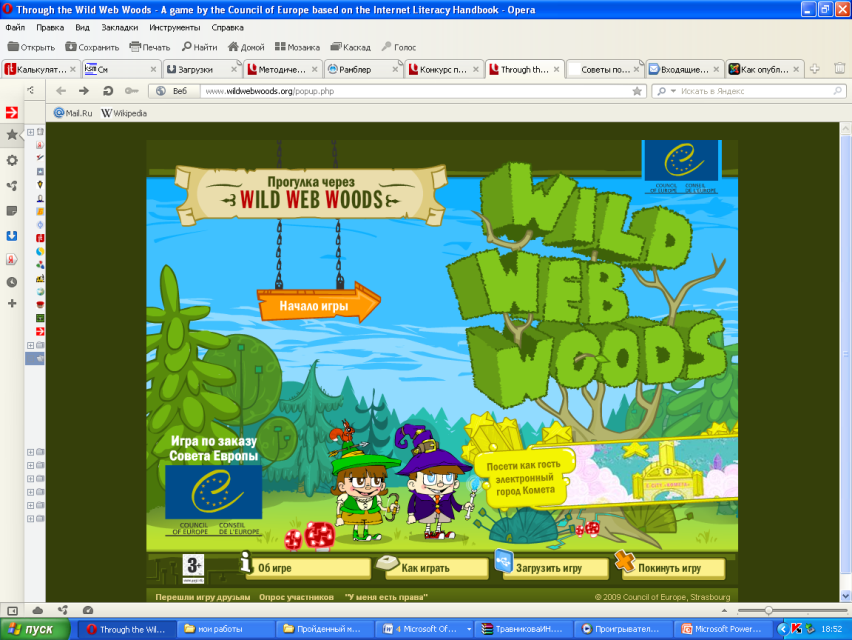 Through the Wild Web Woods - A game by the Council of Europe based on the Internet Literacy Handbook - Opera
Файл Правка Вид Закладки Инструменты Справка
Открыть Сохранить Печать Найти Домой Мозаика Каскад Голос
Калькулят... См Загрузки Методиче... Рамблер Конкурс п... Through th... Советы по... Входящие... Как опубл...
Веб www.wildwebwoods.org/popup.php Искать в Яндекс
Mail.Ru Wikipedia
Прогулка через
WILD WEB WOODS
COUNCIL OF EUROPE CONSEIL DE L'EUROPE
WILD
WEB
WOODS
Начало игры
Игра по заказу
Совета Европы
COUNCIL OF EUROPE CONSEIL DE L'EUROPE
Посети как гость
электронный
город Комета
3+
Об игре Как играть Загрузить игру Покинуть игру
Перешли игру друзьям Опрос участников "У меня есть права" © 2009 Council of Europe, Strasbourg
пуск Through the Wil... мои работы Пройденный м... 4 Microsoft Of... ТравниковаИН... Проигрывател... Microsoft Power... 18:52